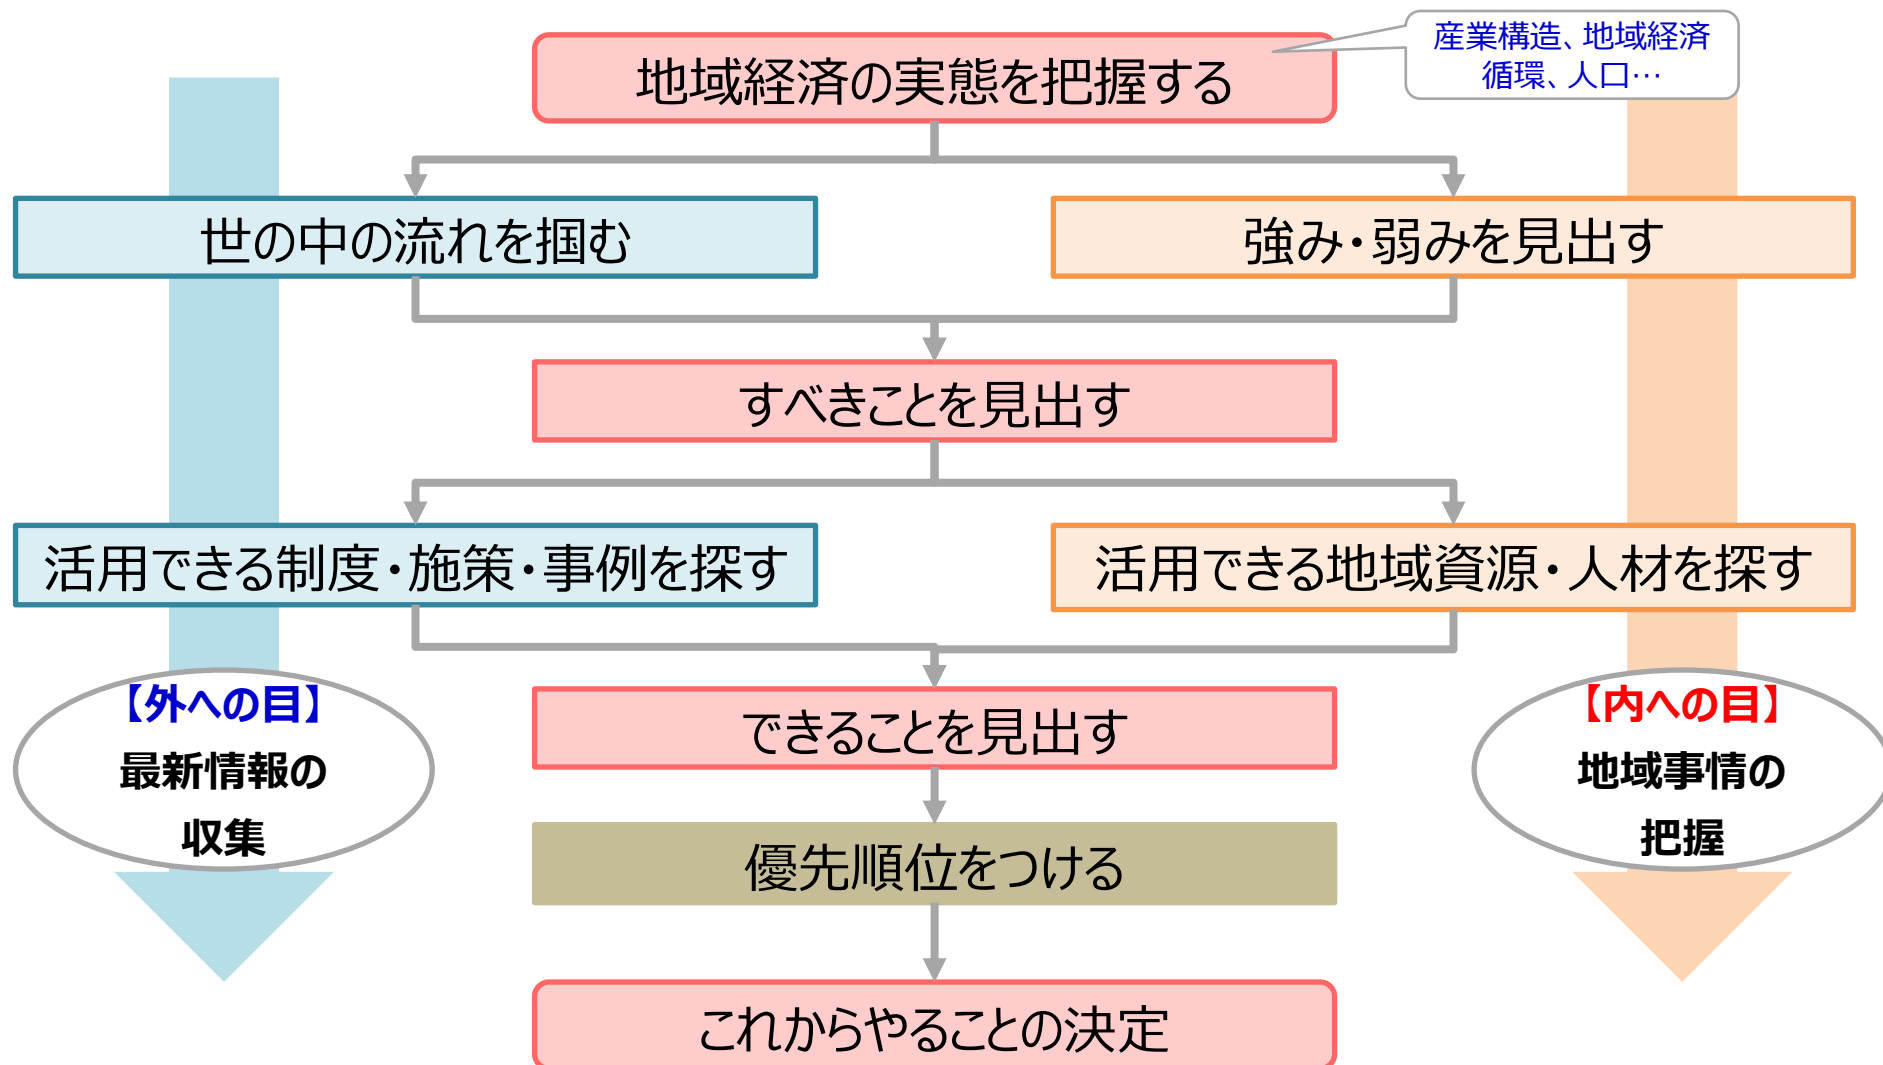 産業構造、地域経済
循環、人口…
地域経済の実態を把握する
世の中の流れを掴む
強み・弱みを見出す
すべきことを見出す
活用できる制度・施策・事例を探す
活用できる地域資源・人材を探す
【外への目】
最新情報の
収集
【内への目】
地域事情の
把握
できることを見出す
優先順位をつける
これからやることの決定